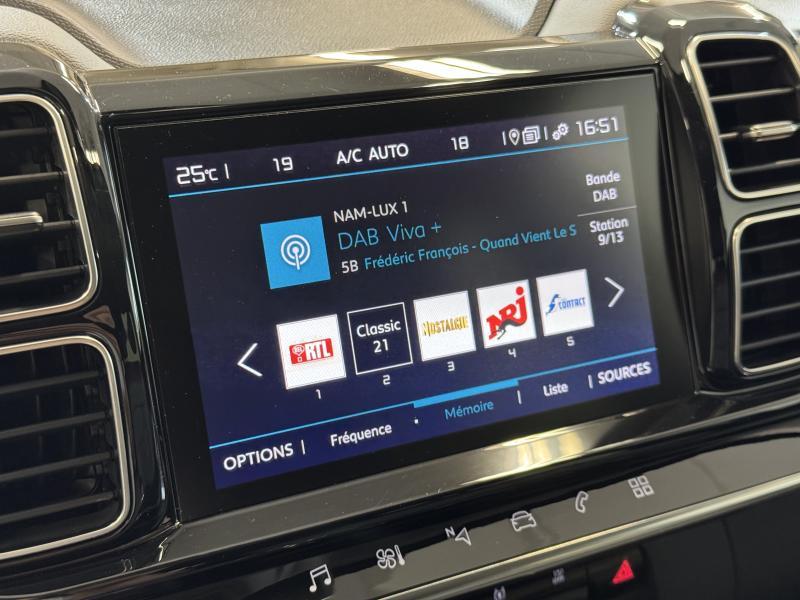 25°C 19 A/C AUTO 18 16:51
NAM-LUX 1
DAB Viva +
5B Frédéric François - Quand Vient Le S
Bande
DAB
Station
9/13
RTL
Classic
21
NOSTALGIE
NRJ
CONTACT
1 2 3 4 5
OPTIONS Fréquence Mémoire Liste SOURCES
N